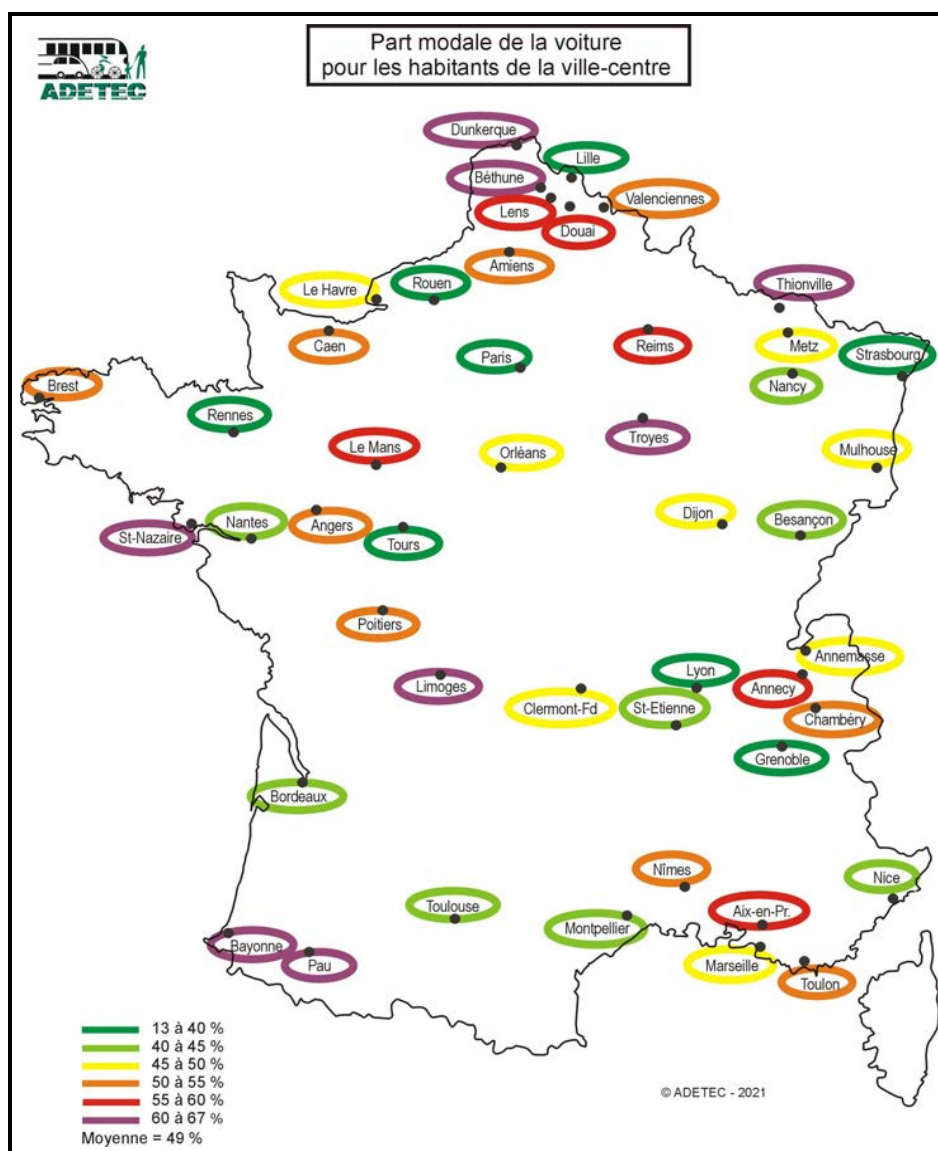 ADETEC
Part modale de la voiture
pour les habitants de la ville-centre
Dunkerque
Lille
Béthune
Valenciennes
Lens
Douai
Amiens
Le Havre
Rouen
Thionville
Caen
Paris
Reims
Metz
Strasbourg
Brest
Nancy
Rennes
Troyes
Le Mans
Orléans
Mulhouse
St-Nazaire
Nantes
Angers
Tours
Dijon
Besançon
Poitiers
Annemasse
Limoges
Lyon
Annecy
Clermont-Fd
St-Etienne
Chambéry
Grenoble
Bordeaux
Nîmes
Nice
Toulouse
Montpellier
Aix-en-Pr.
Bayonne
Pau
Marseille
Toulon
13 à 40 %
40 à 45 %
45 à 50 %
50 à 55 %
55 à 60 %
60 à 67 %
Moyenne = 49 %
© ADETEC - 2021